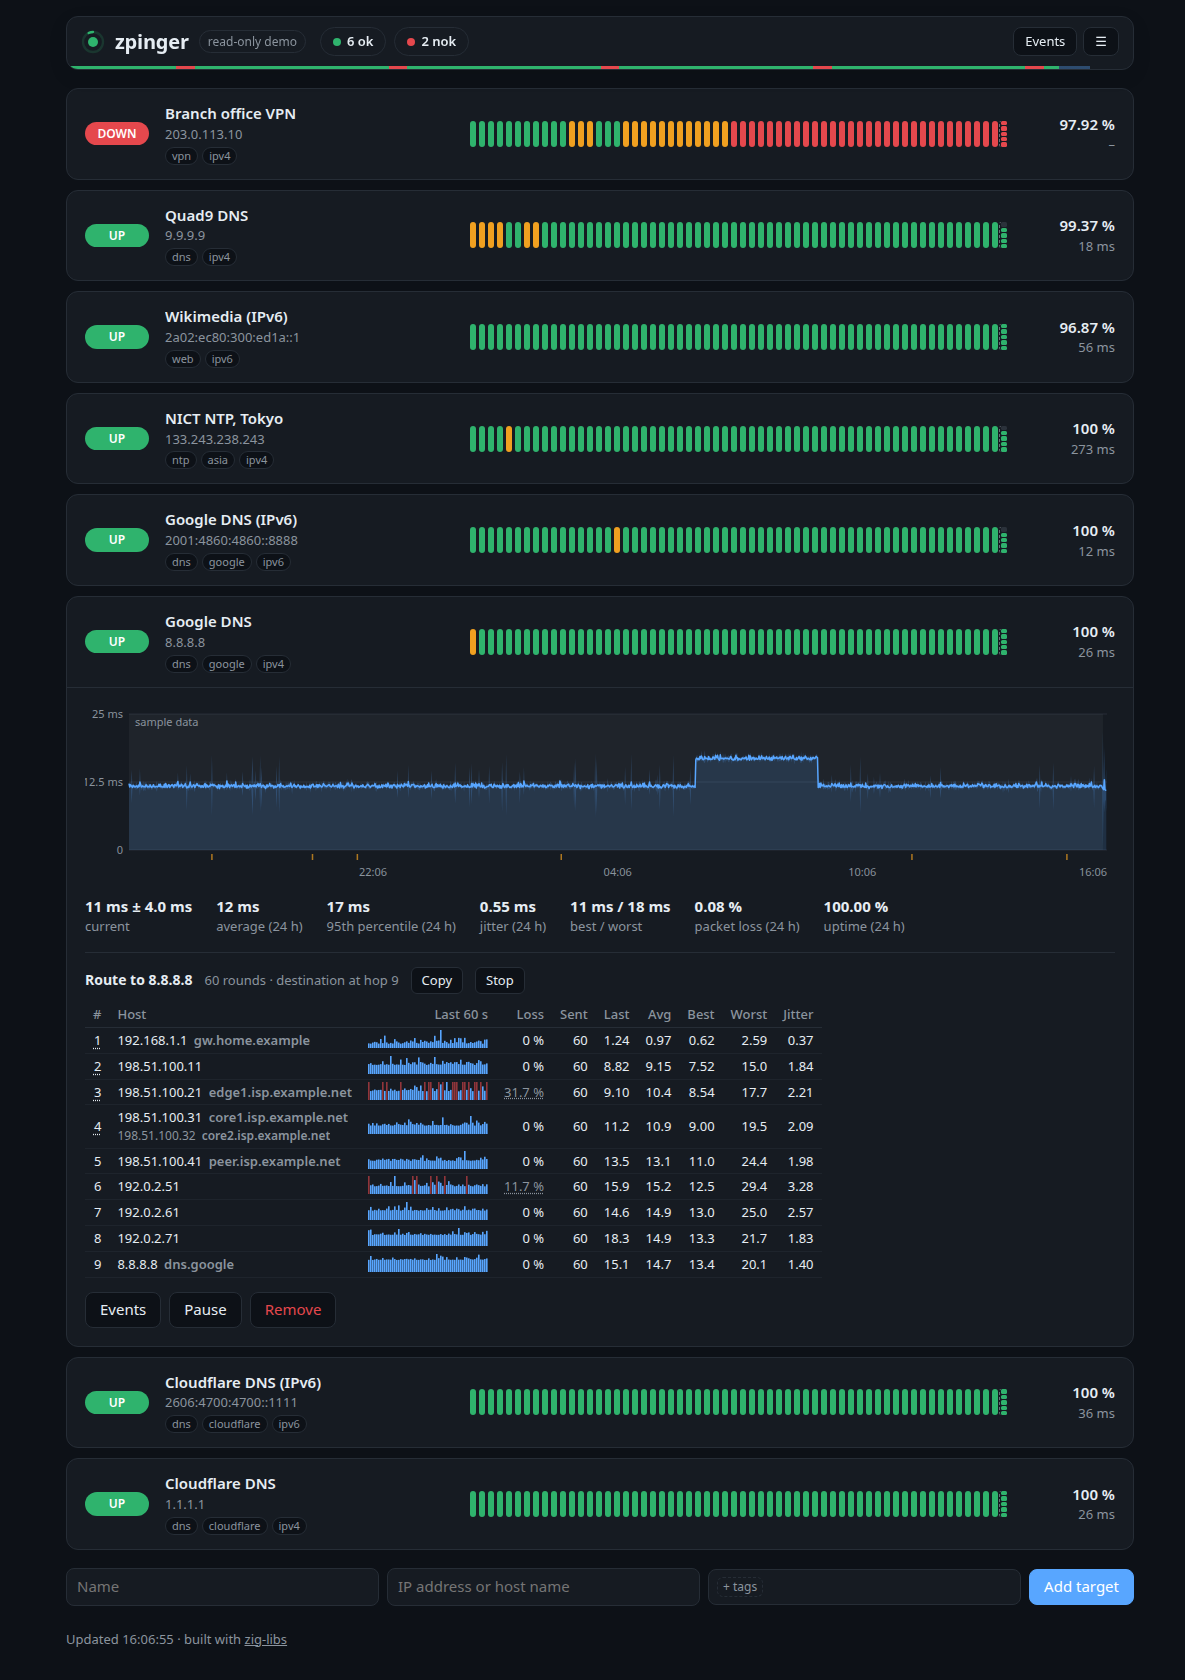 zpinger read-only demo 6 ok 2 nok Events ☰
DOWN
Branch office VPN
203.0.113.10
vpn ipv4
97.92 %
–
UP
Quad9 DNS
9.9.9.9
dns ipv4
99.37 %
18 ms
UP
Wikimedia (IPv6)
2a02:ec80:300:ed1a::1
web ipv6
96.87 %
56 ms
UP
NICT NTP, Tokyo
133.243.238.243
ntp asia ipv4
100 %
273 ms
UP
Google DNS (IPv6)
2001:4860:4860::8888
dns google ipv6
100 %
12 ms
UP
Google DNS
8.8.8.8
dns google ipv4
100 %
26 ms
25 ms
sample data
12.5 ms
0
22:06 04:06 10:06 16:06
11 ms ± 4.0 ms 12 ms 17 ms 0.55 ms 11 ms / 18 ms 0.08 % 100.00 %
current average (24 h) 95th percentile (24 h) jitter (24 h) best / worst packet loss (24 h) uptime (24 h)
Route to 8.8.8.8 60 rounds · destination at hop 9 Copy Stop
# Host Last 60 s Loss Sent Last Avg Best Worst Jitter
1 192.168.1.1 gw.home.example 0 % 60 1.24 0.97 0.62 2.59 0.37
2 198.51.100.11 0 % 60 8.82 9.15 7.52 15.0 1.84
3 198.51.100.21 edge1.isp.example.net 31.7 % 60 9.10 10.4 8.54 17.7 2.21
4 198.51.100.31 core1.isp.example.net 0 % 60 11.2 10.9 9.00 19.5 2.09
198.51.100.32 core2.isp.example.net
5 198.51.100.41 peer.isp.example.net 0 % 60 13.5 13.1 11.0 24.4 1.98
6 192.0.2.51 11.7 % 60 15.9 15.2 12.5 29.4 3.28
7 192.0.2.61 0 % 60 14.6 14.9 13.0 25.0 2.57
8 192.0.2.71 0 % 60 18.3 14.9 13.3 21.7 1.83
9 8.8.8.8 dns.google 0 % 60 15.1 14.7 13.4 20.1 1.40
Events Pause Remove
UP
Cloudflare DNS (IPv6)
2606:4700:4700::1111
dns cloudflare ipv6
100 %
36 ms
UP
Cloudflare DNS
1.1.1.1
dns cloudflare ipv4
100 %
26 ms
Name IP address or host name + tags Add target
Updated 16:06:55 · built with zig-libs